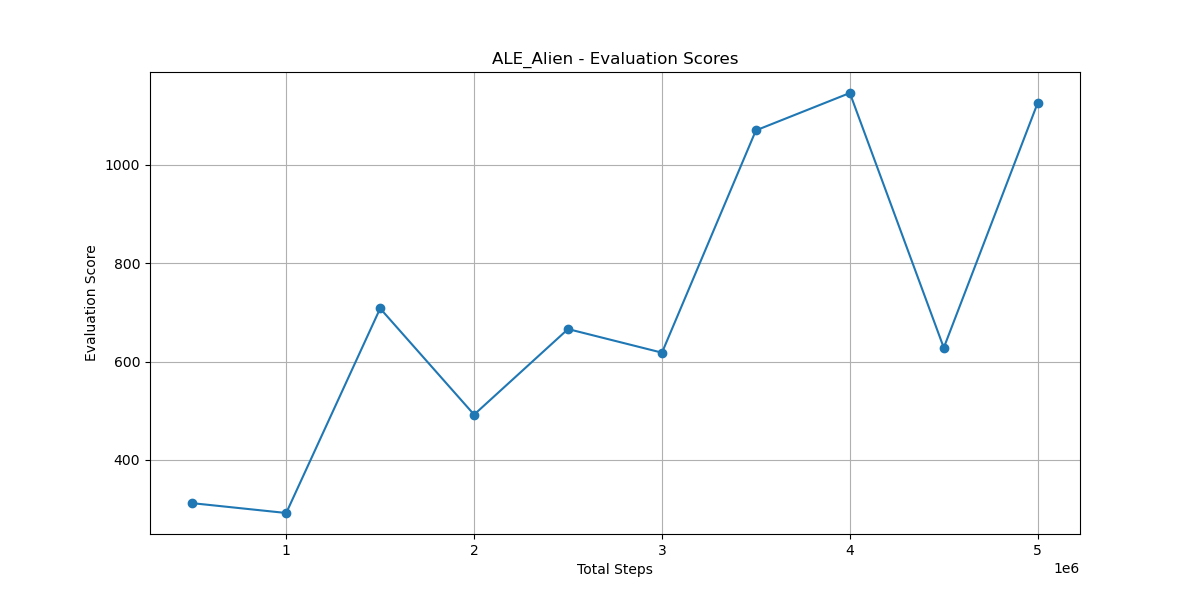 ALE_Alien - Evaluation Scores
Evaluation Score
1000
800
600
400
1 2 3 4 5
1e6
Total Steps